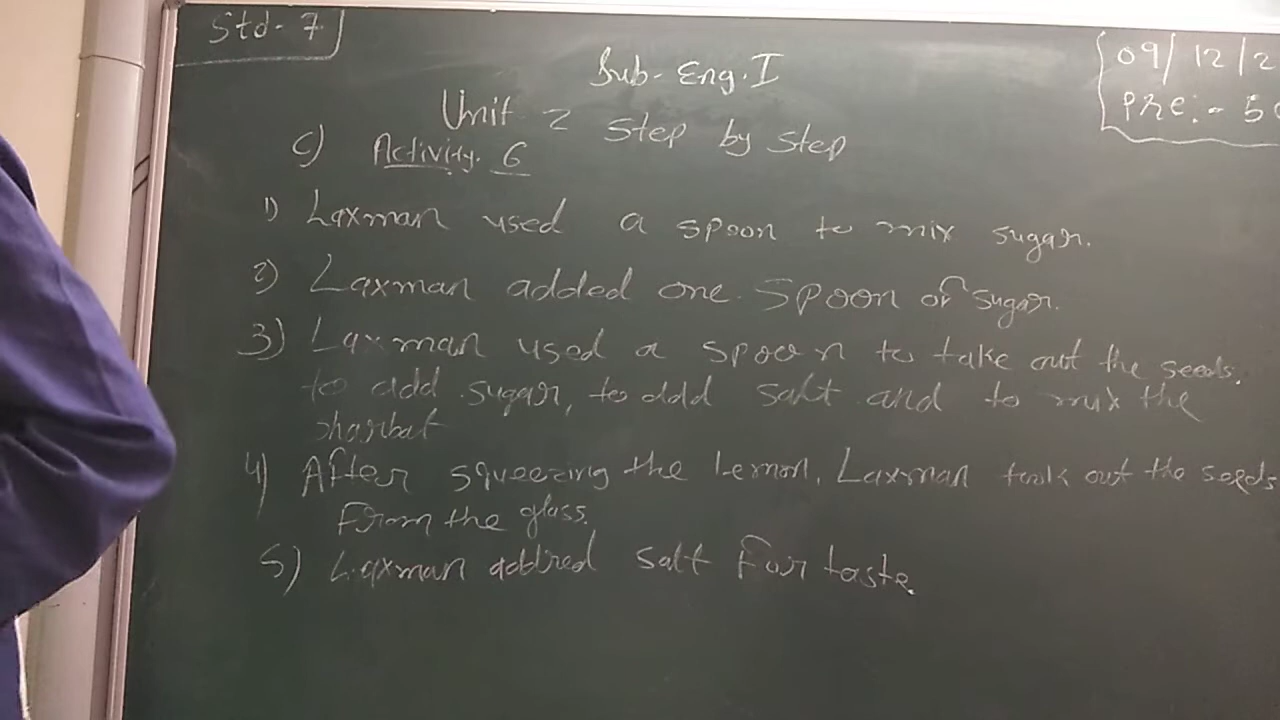 Std- 7
09/12/2
Sub- Eng. I
Pre:- 5
Unit 2 Step by Step
c) Activity. 6
1) Laxman used a spoon to mix sugar.
2) Laxman added one spoon of sugar.
3) Laxman used a spoon to take out the seeds.
to add sugar, to add salt and to mix the
sharbat
4) After squeezing the lemon, Laxman took out the seeds
From the glass.
5) Laxman added salt For taste.